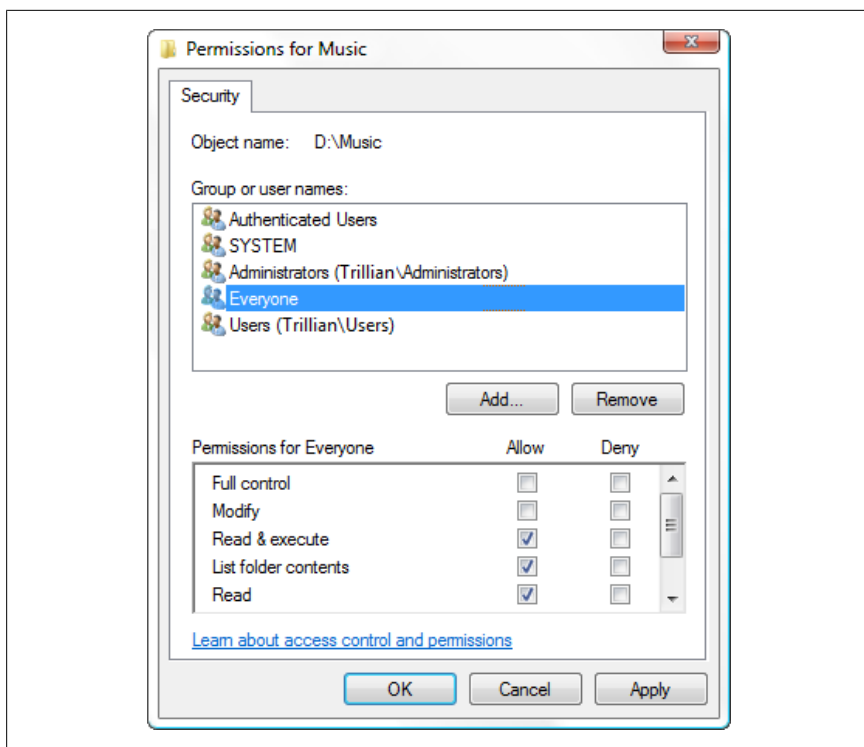 Permissions for Music
Security
Object name: D:\Music
Group or user names:
Authenticated Users
SYSTEM
Administrators (Trillian\Administrators)
Everyone
Users (Trillian\Users)
Add... Remove
Permissions for Everyone Allow Deny
Full control
Modify
Read & execute
List folder contents
Read
Learn about access control and permissions
OK Cancel Apply